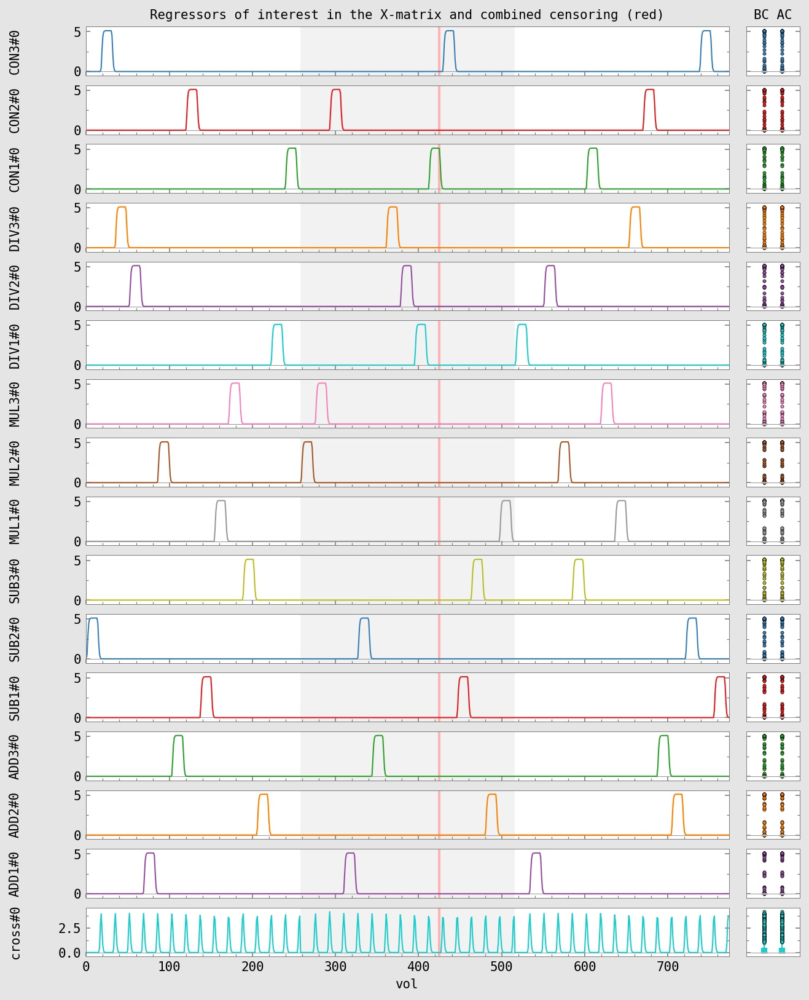 Regressors of interest in the X-matrix and combined censoring (red)
BC AC
CON3#0
5
0
CON2#0
5
0
CON1#0
5
0
DIV3#0
5
0
DIV2#0
5
0
DIV1#0
5
0
MUL3#0
5
0
MUL2#0
5
0
MUL1#0
5
0
SUB3#0
5
0
SUB2#0
5
0
SUB1#0
5
0
ADD3#0
5
0
ADD2#0
5
0
ADD1#0
5
0
cross#0
2.5
0.0
0 100 200 300 400 500 600 700
vol